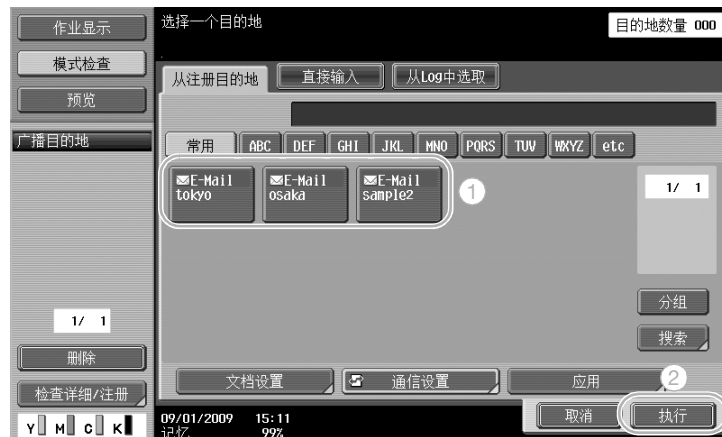 作业显示
模式检查
预览
广播目的地
1/ 1
删除
检查详细/注册
Y M C K
选择一个目的地
目的地数量 000
从注册目的地 直接输入 从Log中选取
常用 ABC DEF GHI JKL MNO PQRS TUV WXYZ etc
E-Mail E-Mail E-Mail
tokyo osaka sample2
1
1/ 1
分组
搜索
文档设置 通信设置 应用
2
取消 执行
09/01/2009 15:11
记忆 99%